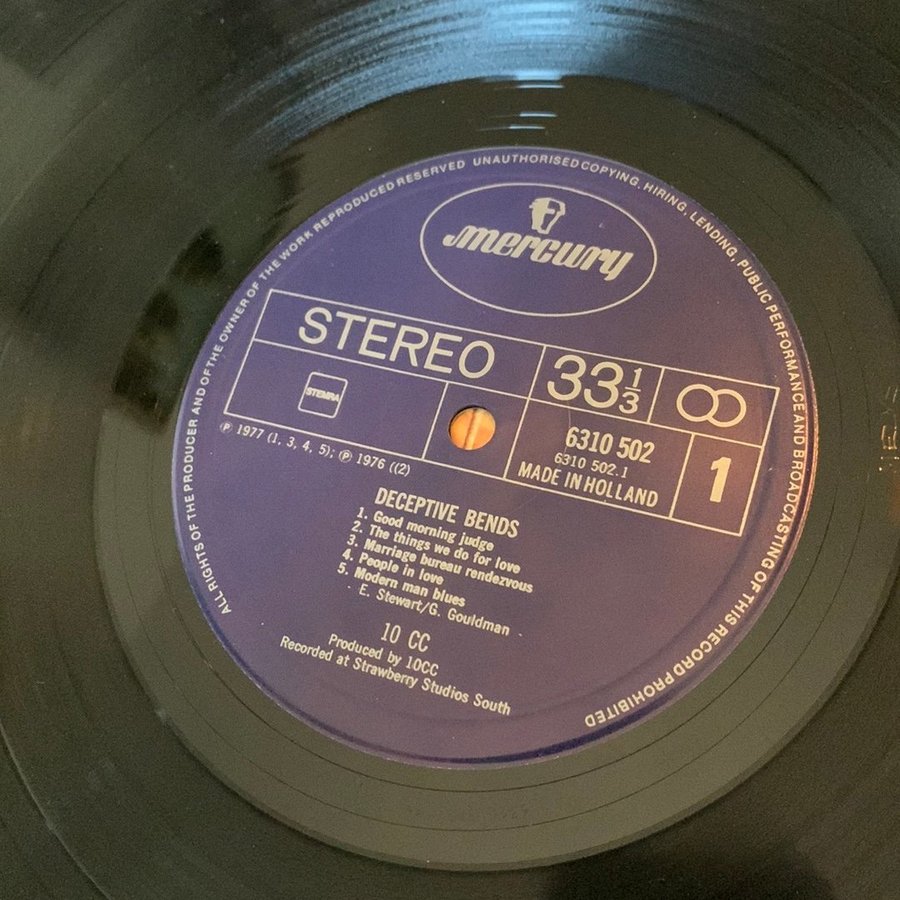 ALL RIGHTS OF THE PRODUCER AND OF THE OWNER OF THE WORK REPRODUCED RESERVED UNAUTHORISED COPYING, HIRING, LENDING, PUBLIC PERFORMANCE AND BROADCASTING OF THIS RECORD PROHIBITED
mercury
STEREO
33 1/3
STEMRA
6310 502
6310 502.1
MADE IN HOLLAND
1
Ⓟ 1977 (1, 3, 4, 5); Ⓟ 1976 ((2)
DECEPTIVE BENDS
1. Good morning judge
2. The things we do for love
3. Marriage bureau rendezvous
4. People in love
5. Modern man blues
E. Stewart/G. Gouldman
10 CC
Produced by 10CC
Recorded at Strawberry Studios South